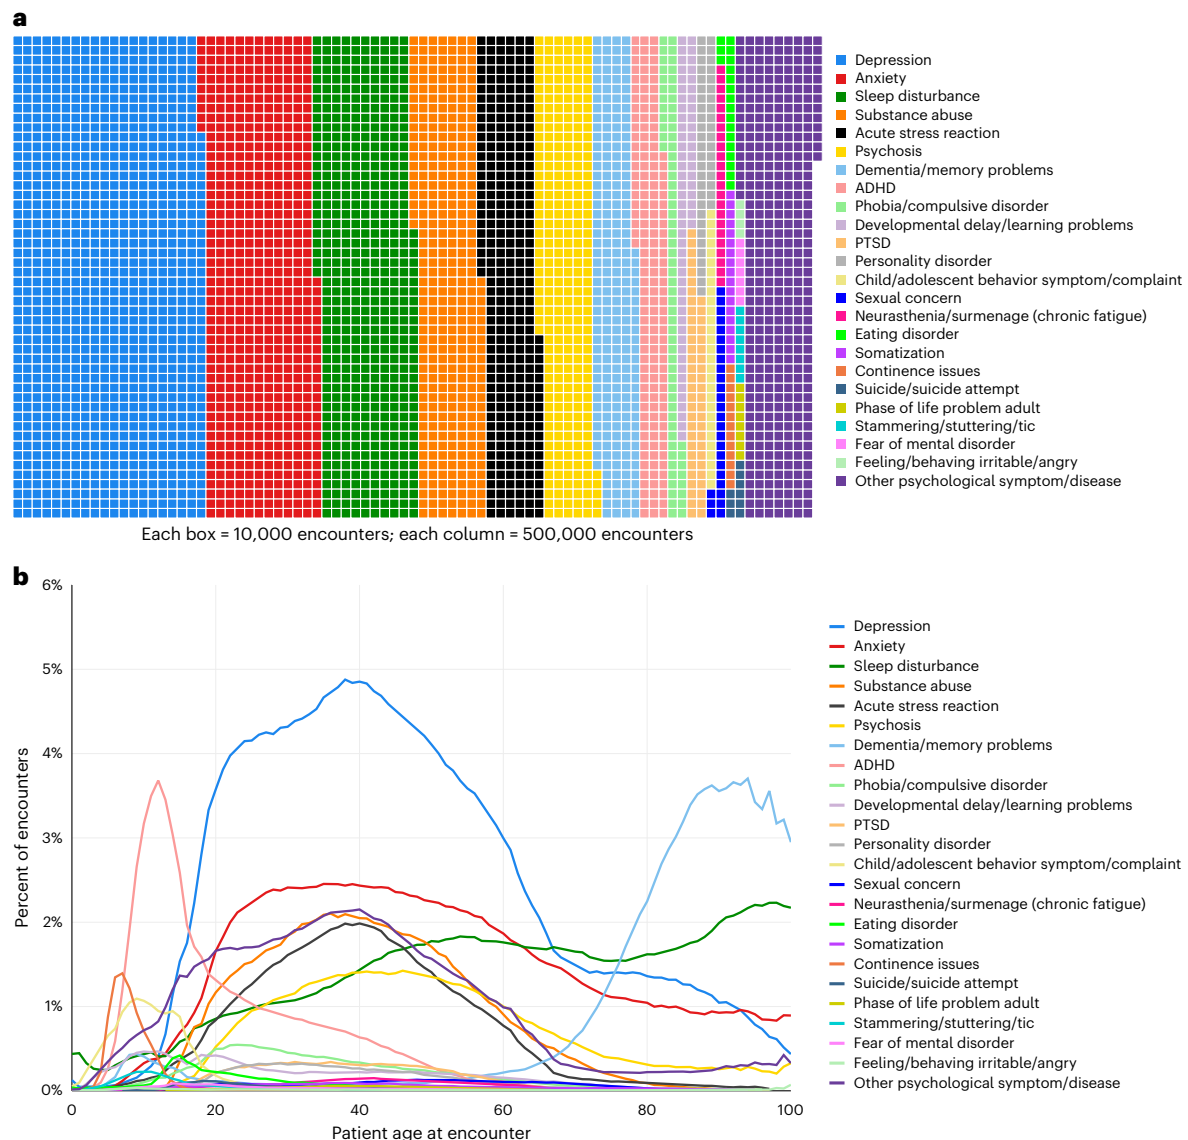 a
Depression
Anxiety
Sleep disturbance
Substance abuse
Acute stress reaction
Psychosis
Dementia/memory problems
ADHD
Phobia/compulsive disorder
Developmental delay/learning problems
PTSD
Personality disorder
Child/adolescent behavior symptom/complaint
Sexual concern
Neurasthenia/surmenage (chronic fatigue)
Eating disorder
Somatization
Continence issues
Suicide/suicide attempt
Phase of life problem adult
Stammering/stuttering/tic
Fear of mental disorder
Feeling/behaving irritable/angry
Other psychological symptom/disease
Each box = 10,000 encounters; each column = 500,000 encounters
b
6%
5%
4%
3%
2%
1%
0%
Percent of encounters
0 20 40 60 80 100
Patient age at encounter
Depression
Anxiety
Sleep disturbance
Substance abuse
Acute stress reaction
Psychosis
Dementia/memory problems
ADHD
Phobia/compulsive disorder
Developmental delay/learning problems
PTSD
Personality disorder
Child/adolescent behavior symptom/complaint
Sexual concern
Neurasthenia/surmenage (chronic fatigue)
Eating disorder
Somatization
Continence issues
Suicide/suicide attempt
Phase of life problem adult
Stammering/stuttering/tic
Fear of mental disorder
Feeling/behaving irritable/angry
Other psychological symptom/disease